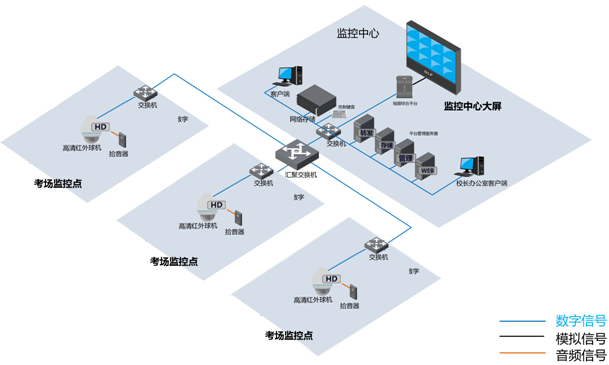 监控中心
HIK
监控中心大屏
视频综合平台
客户端
网络存储
控制键盘
平台管理服务器
交换机
转发
存储
管理
WEB
校长办公室客户端
汇聚交换机
交换机
数字
HD
高清红外球机
拾音器
考场监控点
交换机
数字
HD
高清红外球机
拾音器
考场监控点
交换机
数字
HD
高清红外球机
拾音器
考场监控点
数字信号
模拟信号
音频信号